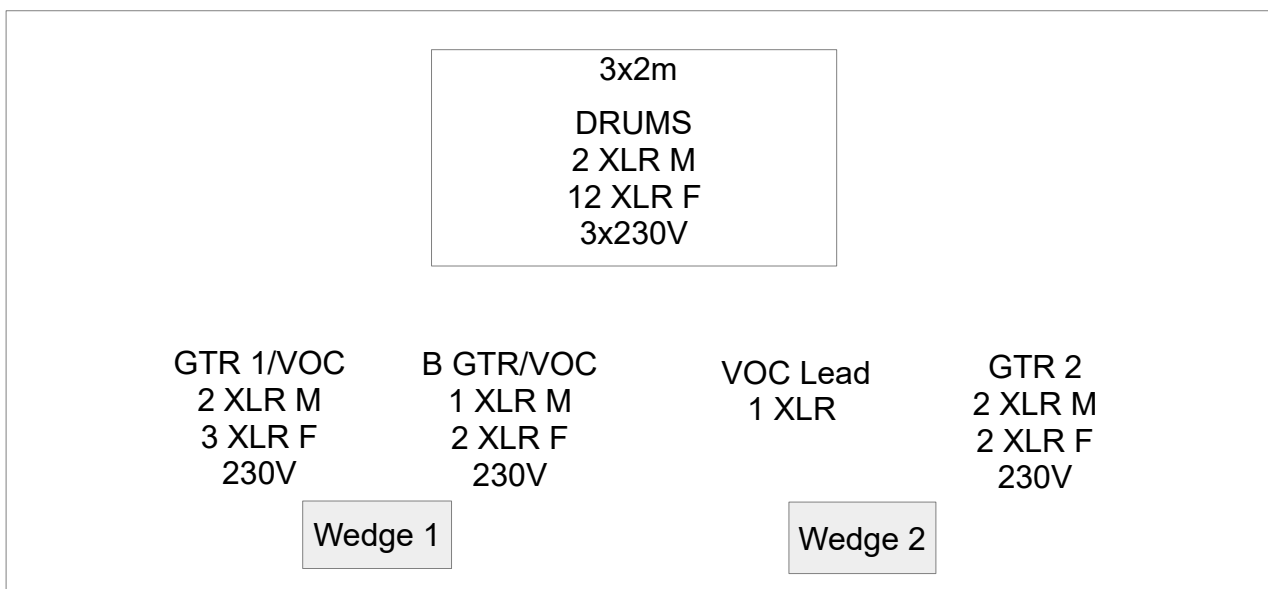 3x2m
DRUMS
2 XLR M
12 XLR F
3x230V
GTR 1/VOC
2 XLR M
3 XLR F
230V
B GTR/VOC
1 XLR M
2 XLR F
230V
VOC Lead
1 XLR
GTR 2
2 XLR M
2 XLR F
230V
Wedge 1
Wedge 2